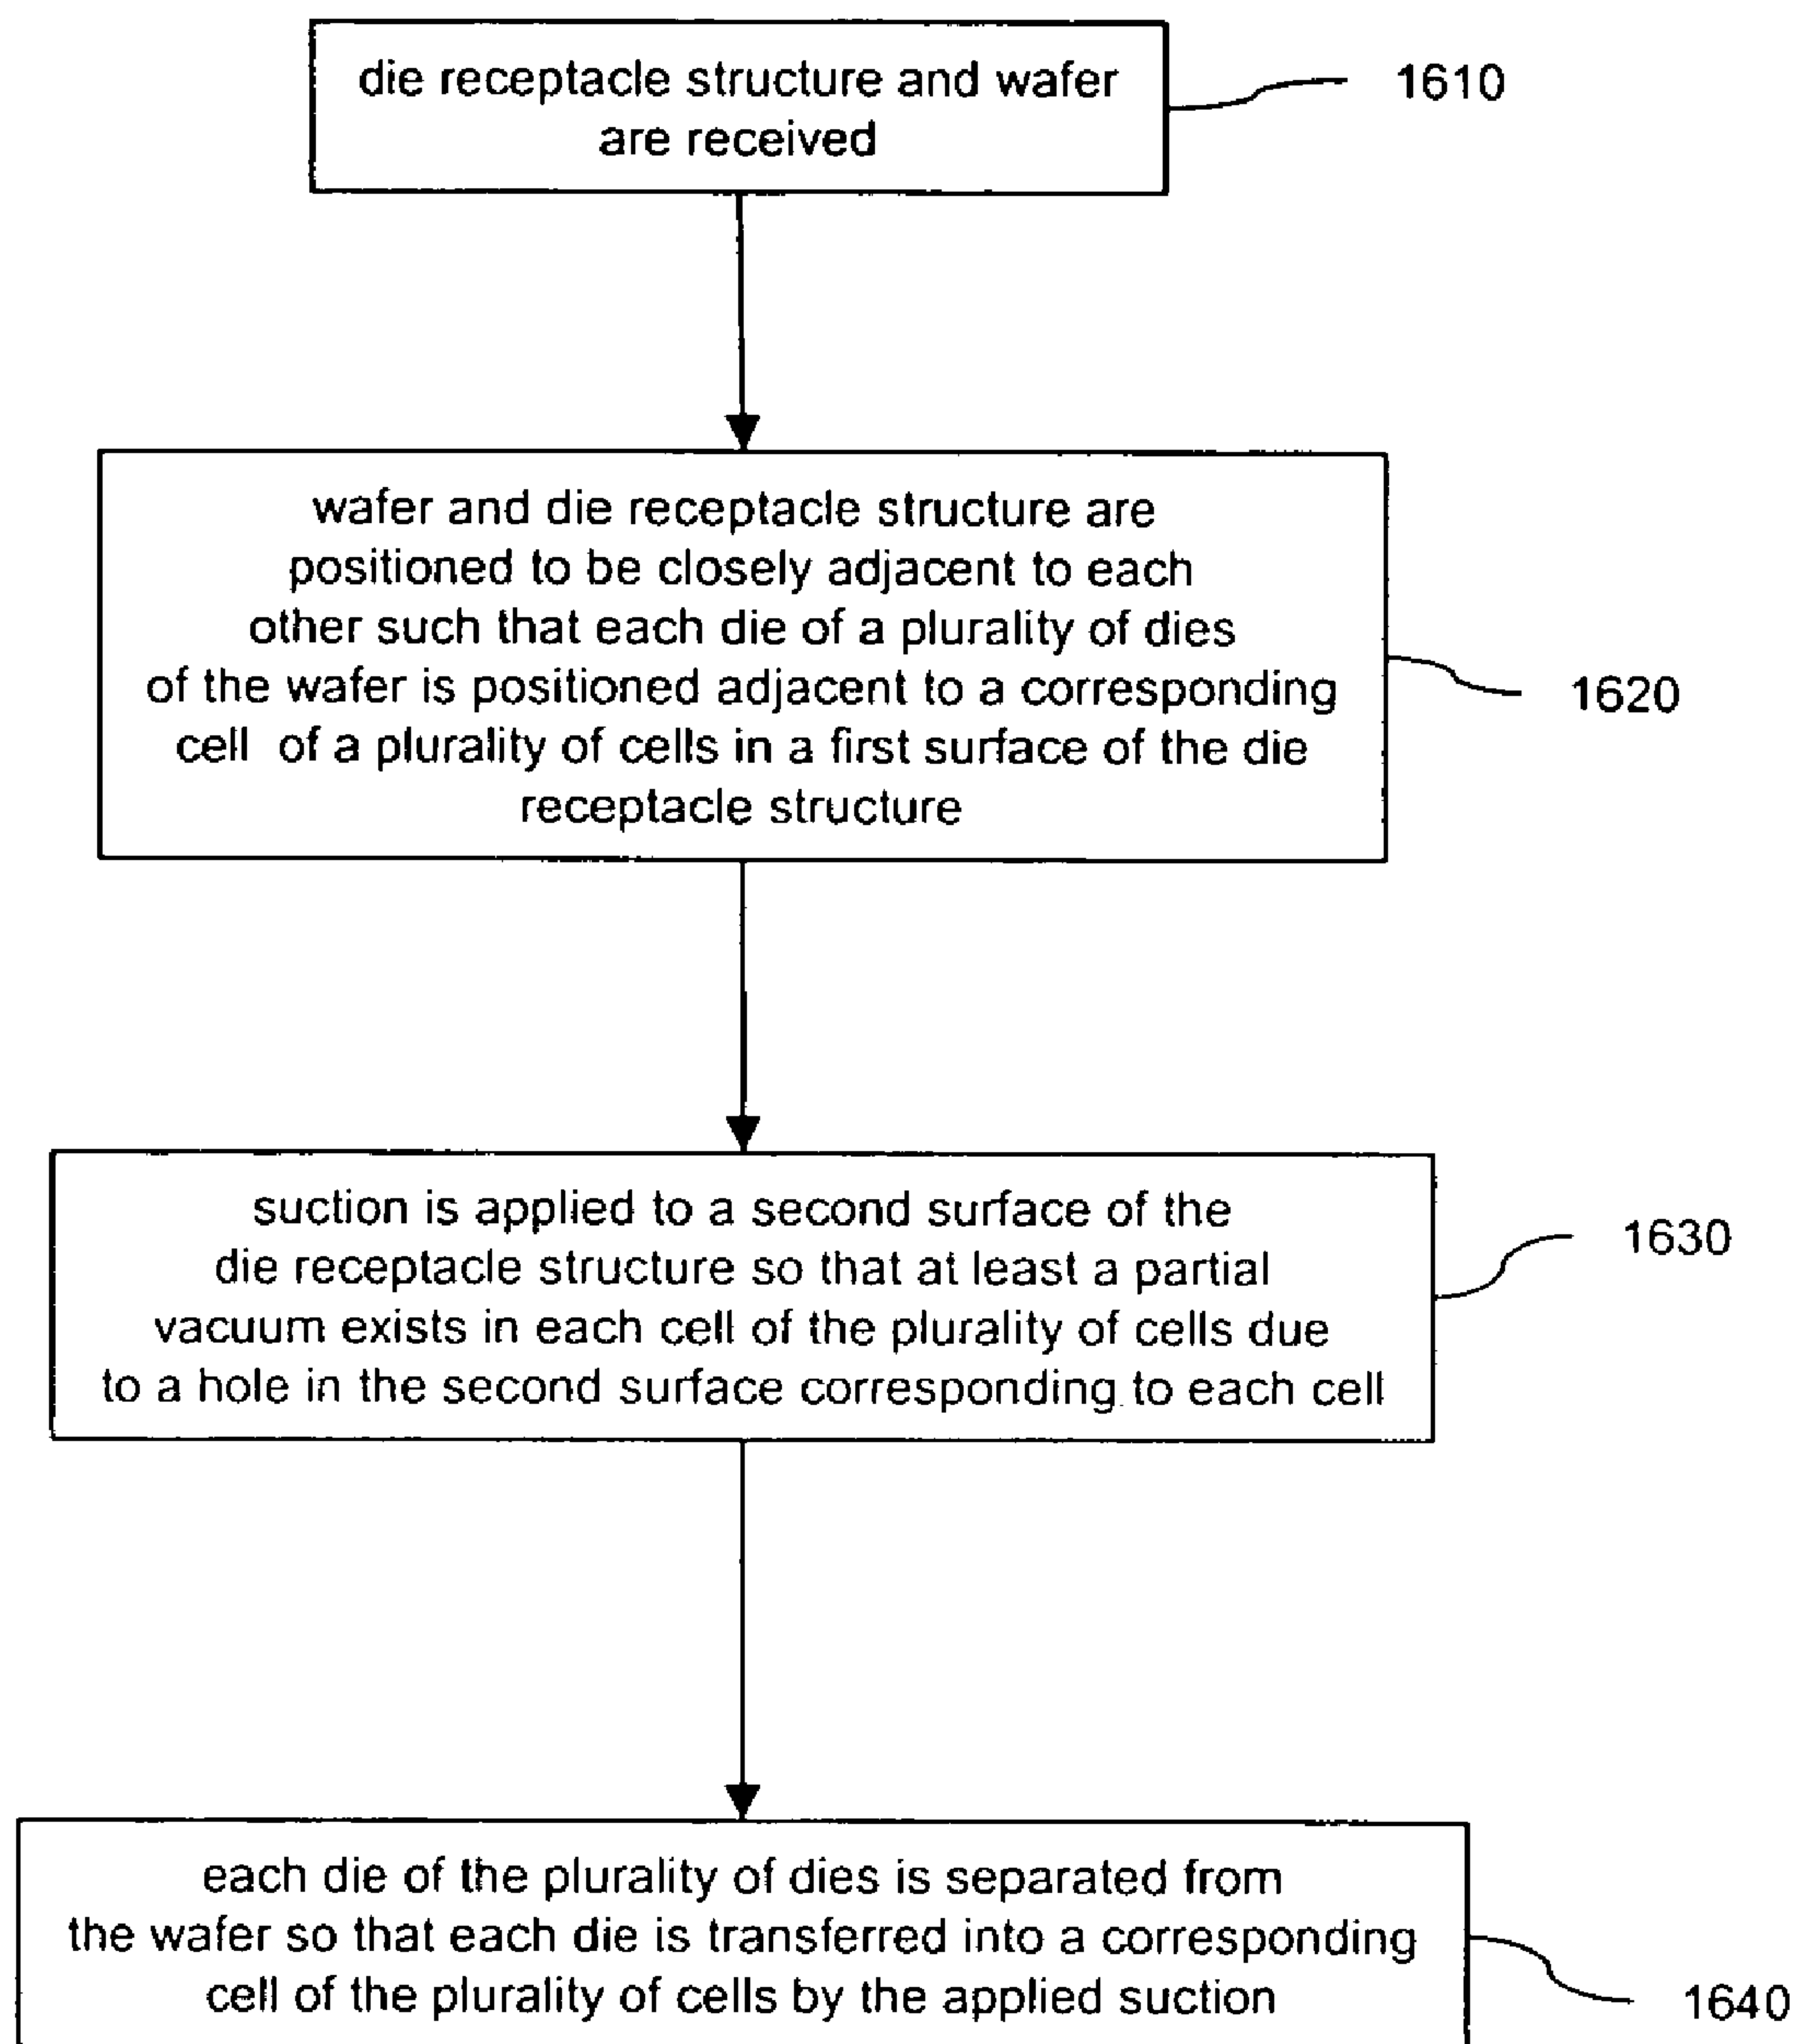 die receptacle structure and wafer
are received
1610
wafer and die receptacle structure are
positioned to be closely adjacent to each
other such that each die of a plurality of dies
of the wafer is positioned adjacent to a corresponding
cell of a plurality of cells in a first surface of the die
receptacle structure
1620
suction is applied to a second surface of the
die receptacle structure so that at least a partial
vacuum exists in each cell of the plurality of cells due
to a hole in the second surface corresponding to each cell
1630
each die of the plurality of dies is separated from
the wafer so that each die is transferred into a corresponding
cell of the plurality of cells by the applied suction
1640